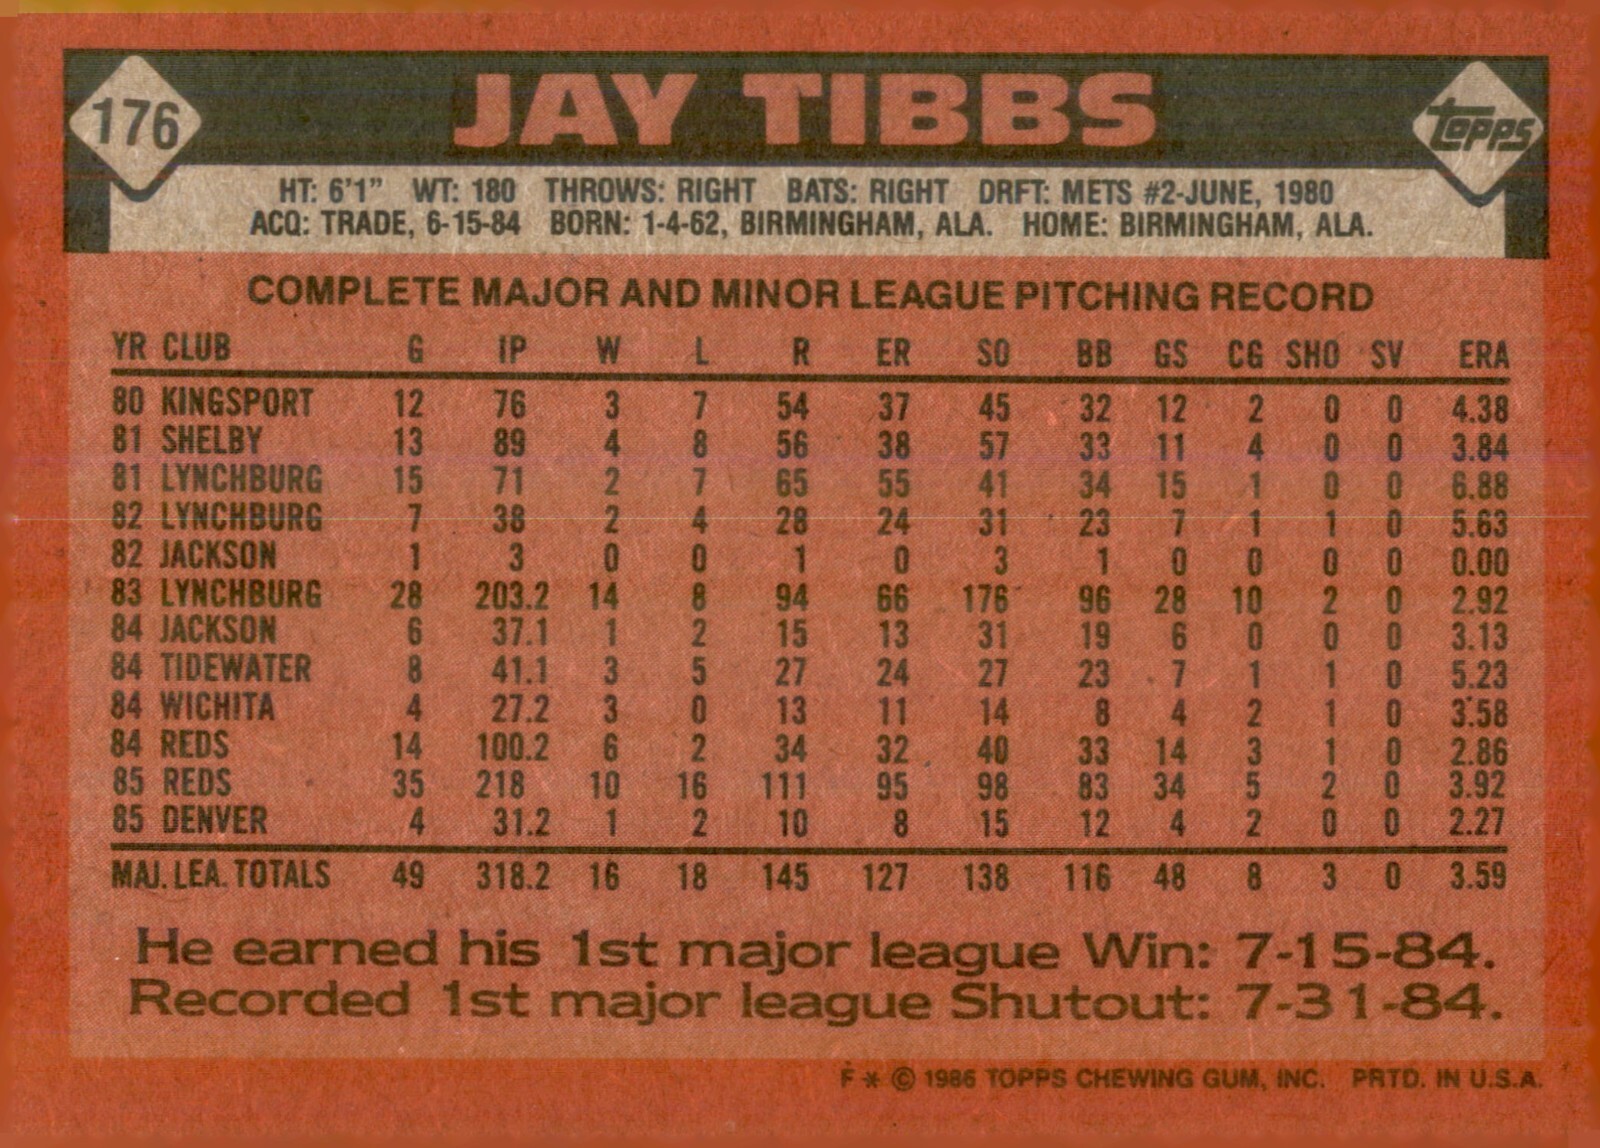 176 JAY TIBBS Topps
HT: 6'1" WT: 180 THROWS: RIGHT BATS: RIGHT DRFT: METS #2-JUNE, 1980
ACQ: TRADE, 6-15-84 BORN: 1-4-62, BIRMINGHAM, ALA. HOME: BIRMINGHAM, ALA.
COMPLETE MAJOR AND MINOR LEAGUE PITCHING RECORD
YR CLUB G IP W L R ER SO BB GS CG SHO SV ERA
80 KINGSPORT 12 76 3 7 54 37 45 32 12 2 0 0 4.38
81 SHELBY 13 89 4 8 56 38 57 33 11 4 0 0 3.84
81 LYNCHBURG 15 71 2 7 65 55 41 34 15 1 0 0 6.88
82 LYNCHBURG 7 38 2 4 28 24 31 23 7 1 1 0 5.63
82 JACKSON 1 3 0 0 1 0 3 1 0 0 0 0 0.00
83 LYNCHBURG 28 203.2 14 8 94 66 176 96 28 10 2 0 2.92
84 JACKSON 6 37.1 1 2 15 13 31 19 6 0 0 0 3.13
84 TIDEWATER 8 41.1 3 5 27 24 27 23 7 1 1 0 5.23
84 WICHITA 4 27.2 3 0 13 11 14 8 4 2 1 0 3.58
84 REDS 14 100.2 6 2 34 32 40 33 14 3 1 0 2.86
85 REDS 35 218 10 16 111 95 98 83 34 5 2 0 3.92
85 DENVER 4 31.2 1 2 10 8 15 12 4 2 0 0 2.27
MAJ. LEA. TOTALS 49 318.2 16 18 145 127 138 116 48 8 3 0 3.59
He earned his 1st major league Win: 7-15-84.
Recorded 1st major league Shutout: 7-31-84.
F * © 1986 TOPPS CHEWING GUM, INC. PRTD. IN U.S.A.